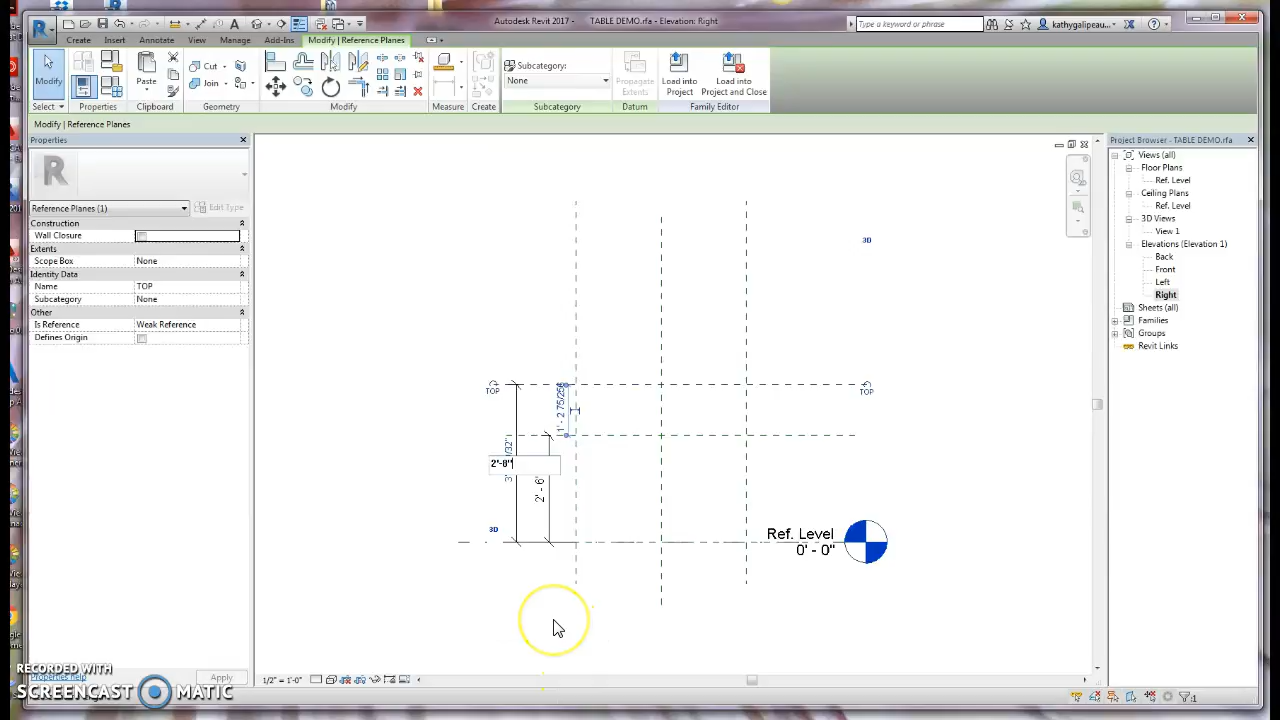 Autodesk Revit 2017 - TABLE DEMO.rfa - Elevation: Right
Type a keyword or phrase
kathygalipeau...
Create Insert Annotate View Manage Add-Ins Modify | Reference Planes
Modify
Paste
Cut
Join
Subcategory:
None
Propagate Extents
Load into Project
Load into Project and Close
Select Properties Clipboard Geometry Modify Measure Create Subcategory Datum Family Editor
Modify | Reference Planes
Properties
R
Reference Planes (1)
Edit Type
Construction
Wall Closure
Extents
Scope Box None
Identity Data
Name TOP
Subcategory None
Other
Is Reference Weak Reference
Defines Origin
Properties help
Apply
3D
TOP
TOP
2'-8"
2' - 6"
3D
Ref. Level
0' - 0"
1/2" = 1'-0"
Project Browser - TABLE DEMO.rfa
Views (all)
Floor Plans
Ref. Level
Ceiling Plans
Ref. Level
3D Views
View 1
Elevations (Elevation 1)
Back
Front
Left
Right
Sheets (all)
Families
Groups
Revit Links
:1
RECORDED WITH
SCREENCAST MATIC